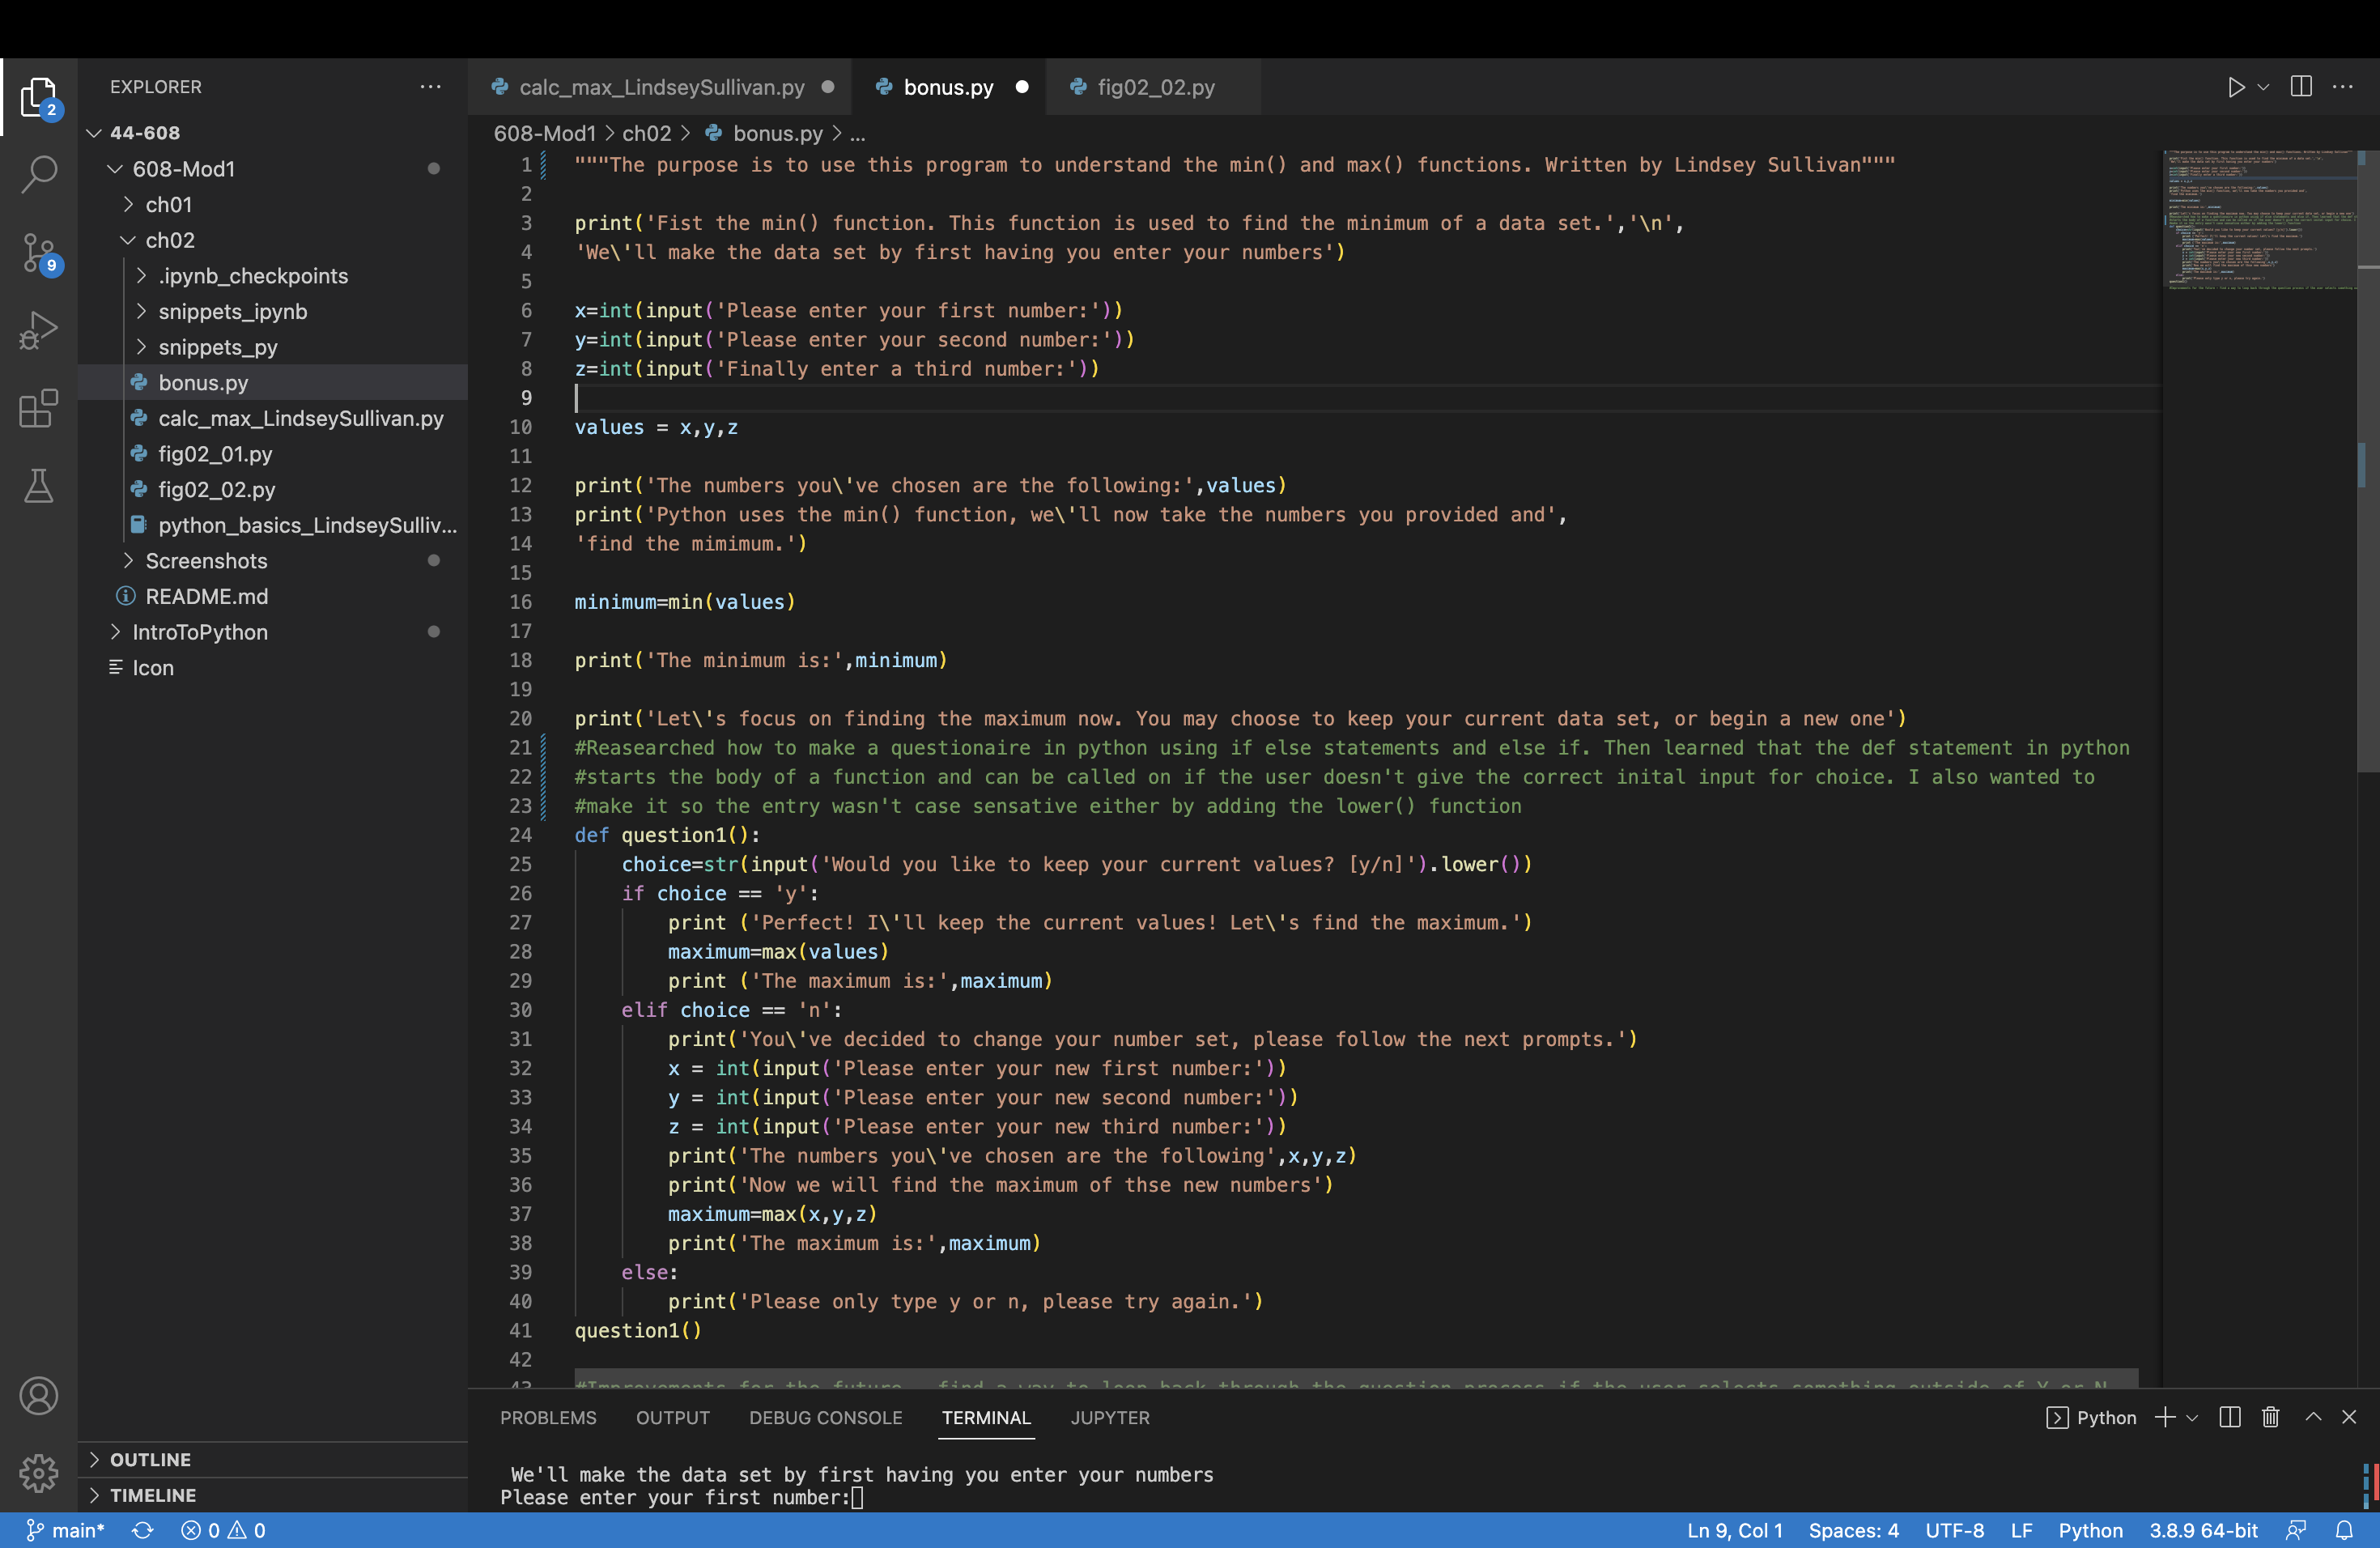 EXPLORER
2
44-608
608-Mod1
ch01
ch02
9
.ipynb_checkpoints
snippets_ipynb
snippets_py
bonus.py
calc_max_LindseySullivan.py
fig02_01.py
fig02_02.py
python_basics_LindseySulliv...
Screenshots
README.md
IntroToPython
Icon
OUTLINE
TIMELINE
calc_max_LindseySullivan.py
bonus.py
fig02_02.py
608-Mod1 > ch02 > bonus.py > ...
1 """The purpose is to use this program to understand the min() and max() functions. Written by Lindsey Sullivan"""
2
3 print('Fist the min() function. This function is used to find the minimum of a data set.','\n',
4 'We\'ll make the data set by first having you enter your numbers')
5
6 x=int(input('Please enter your first number:'))
7 y=int(input('Please enter your second number:'))
8 z=int(input('Finally enter a third number:'))
9
10 values = x,y,z
11
12 print('The numbers you\'ve chosen are the following:',values)
13 print('Python uses the min() function, we\'ll now take the numbers you provided and',
14 'find the mimimum.')
15
16 minimum=min(values)
17
18 print('The minimum is:',minimum)
19
20 print('Let\'s focus on finding the maximum now. You may choose to keep your current data set, or begin a new one')
21 #Reasearched how to make a questionaire in python using if else statements and else if. Then learned that the def statement in python
22 #starts the body of a function and can be called on if the user doesn't give the correct inital input for choice. I also wanted to
23 #make it so the entry wasn't case sensative either by adding the lower() function
24 def question1():
25     choice=str(input('Would you like to keep your current values? [y/n]').lower())
26     if choice == 'y':
27         print ('Perfect! I\'ll keep the current values! Let\'s find the maximum.')
28         maximum=max(values)
29         print ('The maximum is:',maximum)
30     elif choice == 'n':
31         print('You\'ve decided to change your number set, please follow the next prompts.')
32         x = int(input('Please enter your new first number:'))
33         y = int(input('Please enter your new second number:'))
34         z = int(input('Please enter your new third number:'))
35         print('The numbers you\'ve chosen are the following',x,y,z)
36         print('Now we will find the maximum of thse new numbers')
37         maximum=max(x,y,z)
38         print('The maximum is:',maximum)
39     else:
40         print('Please only type y or n, please try again.')
41 question1()
42
43 #Improvements for the future - find a way to loop back through the question process if the user selects something outside of Y or N
PROBLEMS OUTPUT DEBUG CONSOLE TERMINAL JUPYTER
Python
We'll make the data set by first having you enter your numbers
Please enter your first number:
main* 0 0
Ln 9, Col 1 Spaces: 4 UTF-8 LF Python 3.8.9 64-bit